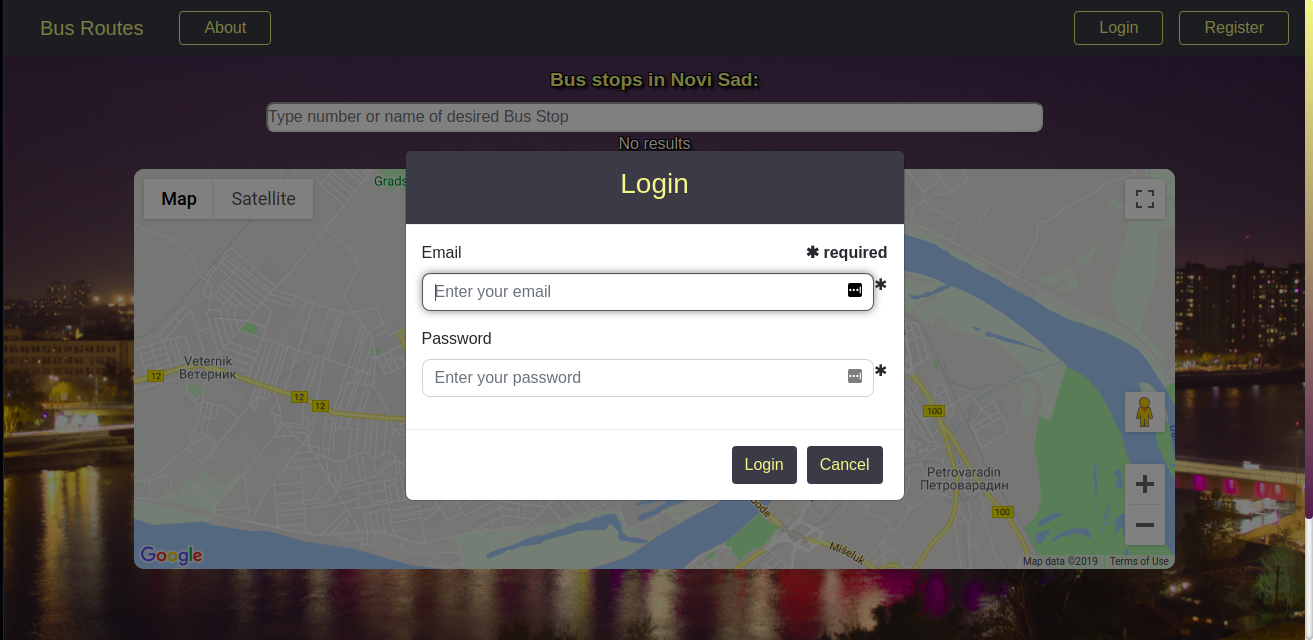 Bus Routes
About
Login
Register
Bus stops in Novi Sad:
Type number or name of desired Bus Stop
No results
Map
Satellite
Grads
Login
Email
✱ required
Enter your email
✱
Password
Enter your password
✱
Login
Cancel
Veternik
Ветерник
12
12
12
100
Petrovaradin
Петроварадин
100
Mišeluk
Google
Map data ©2019
Terms of Use